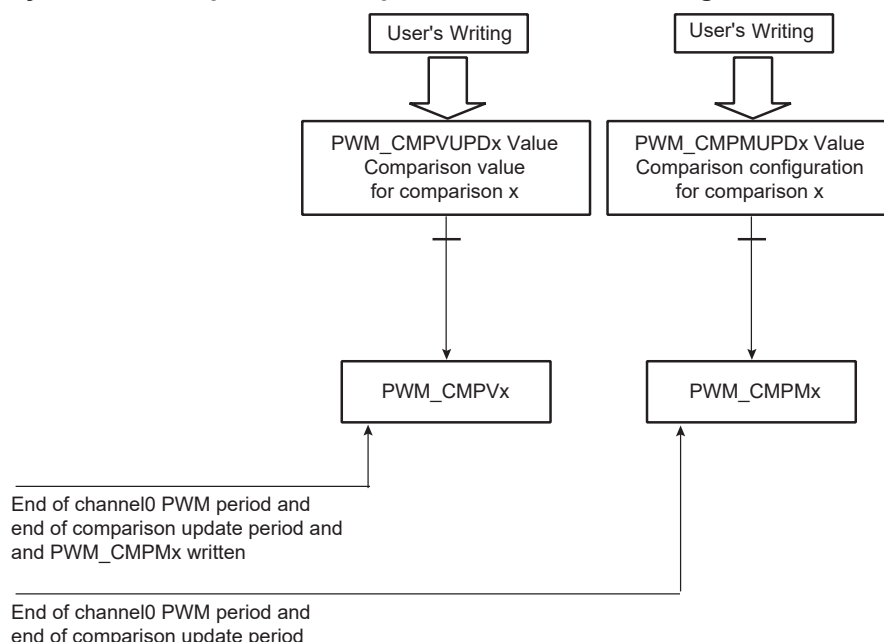 User's Writing
User's Writing
PWM_CMPVUPDx Value
Comparison value
for comparison x
PWM_CMPMUPDx Value
Comparison configuration
for comparison x
PWM_CMPVx
PWM_CMPMx
End of channel0 PWM period and
end of comparison update period and
and PWM_CMPMx written
End of channel0 PWM period and
end of comparison update period